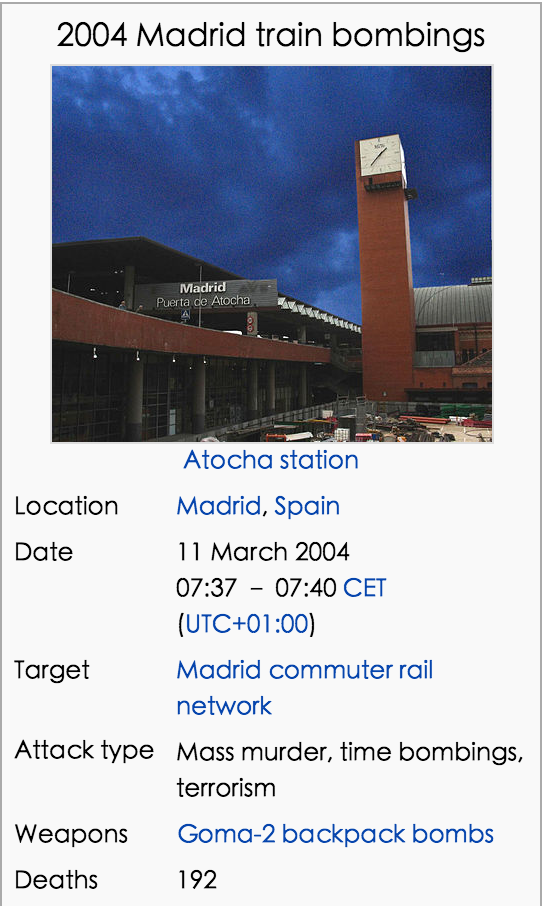 2004 Madrid train bombings
Madrid
Puerta de Atocha
Atocha station
Location Madrid, Spain
Date 11 March 2004
07:37 – 07:40 CET
(UTC+01:00)
Target Madrid commuter rail
network
Attack type Mass murder, time bombings,
terrorism
Weapons Goma-2 backpack bombs
Deaths 192